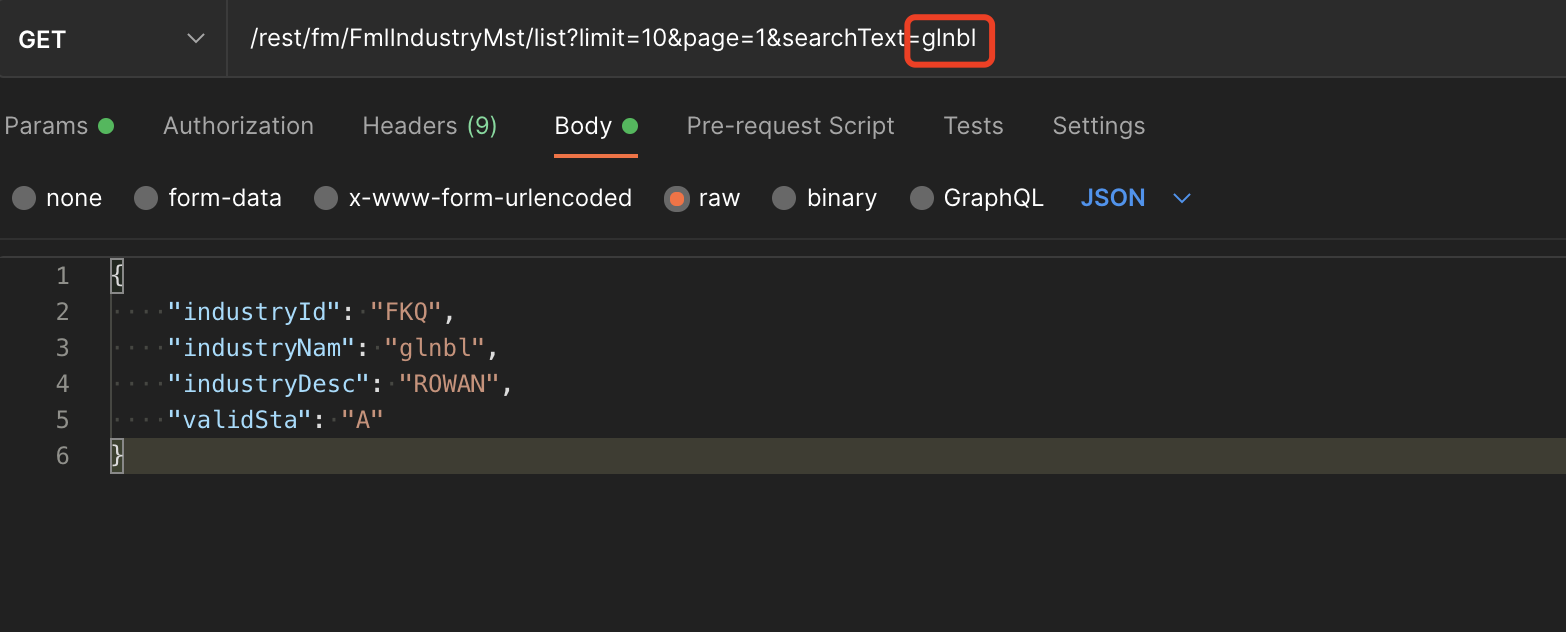 GET /rest/fm/FmlIndustryMst/list?limit=10&page=1&searchText=glnbl
Params Authorization Headers (9) Body Pre-request Script Tests Settings
none form-data x-www-form-urlencoded raw binary GraphQL JSON
1 {
2 "industryId": "FKQ",
3 "industryNam": "glnbl",
4 "industryDesc": "ROWAN",
5 "validSta": "A"
6 }